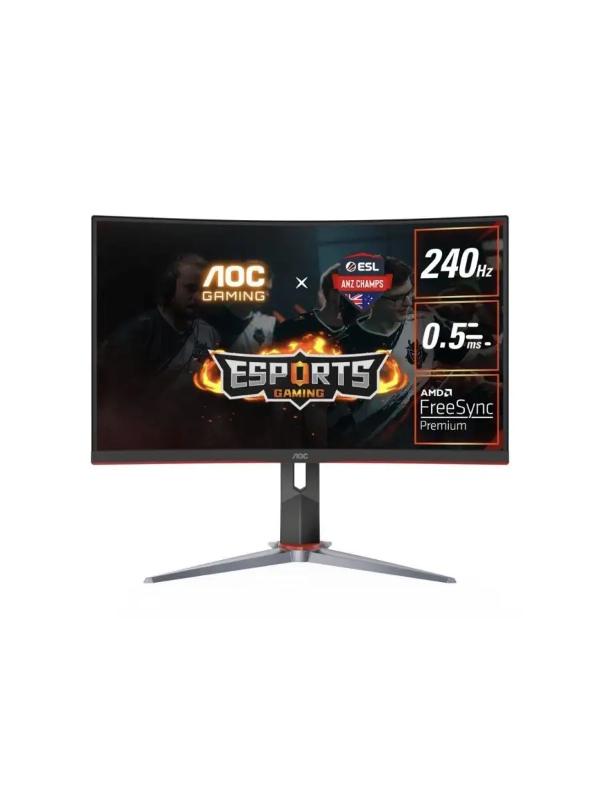 AOC
GAMING
X
ESL
ANZ CHAMPS
ESPORTS
GAMING
240Hz
0.5ms
AMD
FreeSync
Premium
AOC